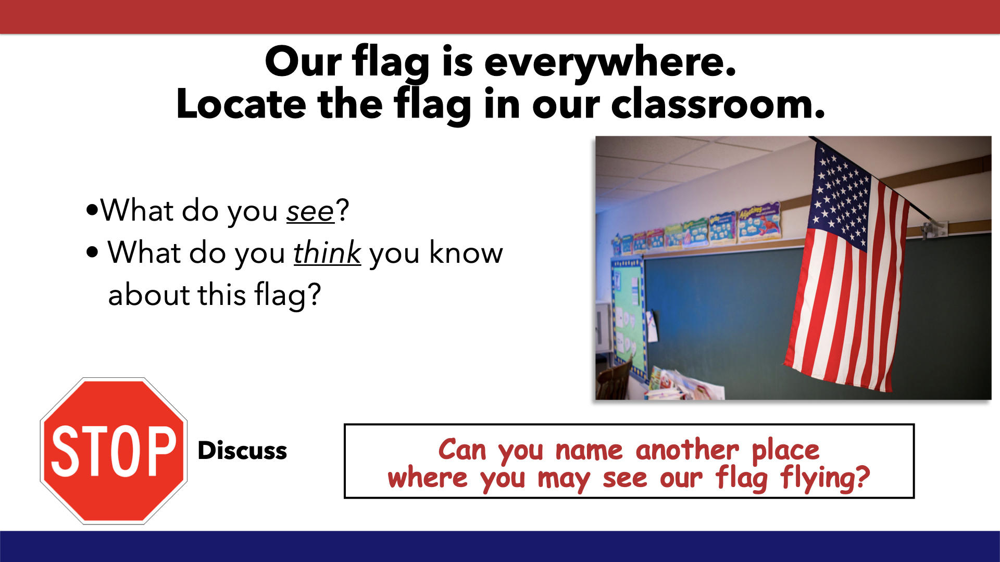 Our flag is everywhere.
Locate the flag in our classroom.
•What do you see?
• What do you think you know
about this flag?
Adjectives
STOP
Discuss
Can you name another place
where you may see our flag flying?